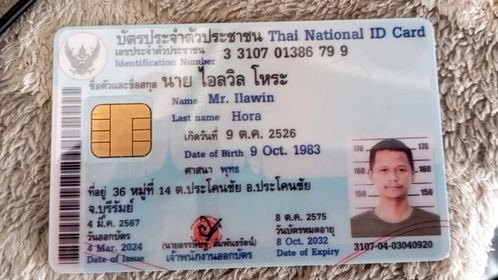 บัตรประจำตัวประชาชน Thai National ID Card
เลขประจำตัวประชาชน 3 3107 01386 79 9
Identification Number
ชื่อตัวและชื่อสกุล นาย ไอลวิล โหระ
Name Mr. Ilawin
Last name Hora
เกิดวันที่ 9 ต.ค. 2526
Date of Birth 9 Oct. 1983
ศาสนา พุทธ
ที่อยู่ 36 หมู่ที่ 14 ต.ประโคนชัย อ.ประโคนชัย
จ.บุรีรัมย์
4 มี.ค. 2567
วันออกบัตร
4 Mar. 2024
เจ้าพนักงานออกบัตร
8 ต.ค. 2575
วันบัตรหมดอายุ
8 Oct. 2032
Date of Expiry
170 170
160 160
150 150
3107-04-03040920